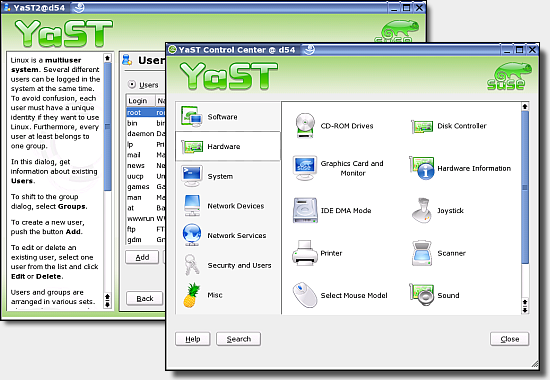 YaST2@d54
YaST
Linux is a multiuser
system. Several different
users can be logged in the
system at the same time.
To avoid confusion, each
user must have a unique
identity if they want to use
Linux. Furthermore, every
user at least belongs to
one group.
In this dialog, get
information about existing
Users.
To shift to the group
dialog, select Groups.
To create a new user,
push the button Add.
To edit or delete an
existing user, select one
user from the list and click
Edit or Delete.
Users and groups are
arranged in various sets.
User
Users
Login
root
bin
daemon
lp
mail
news
uucp
games
man
at
wwwrun
ftp
gdm
Na
roo
bin
Da
Pri
Ma
Ne
Un
Ga
Ma
Ba
WW
FT
Gn
Add
Back
YaST Control Center @ d54
YaST
suse
Software
Hardware
System
Network Devices
Network Services
Security and Users
Misc
CD-ROM Drives
Disk Controller
Graphics Card and
Monitor
Hardware Information
IDE DMA Mode
Joystick
Printer
Scanner
Select Mouse Model
Sound
Help
Search
Close